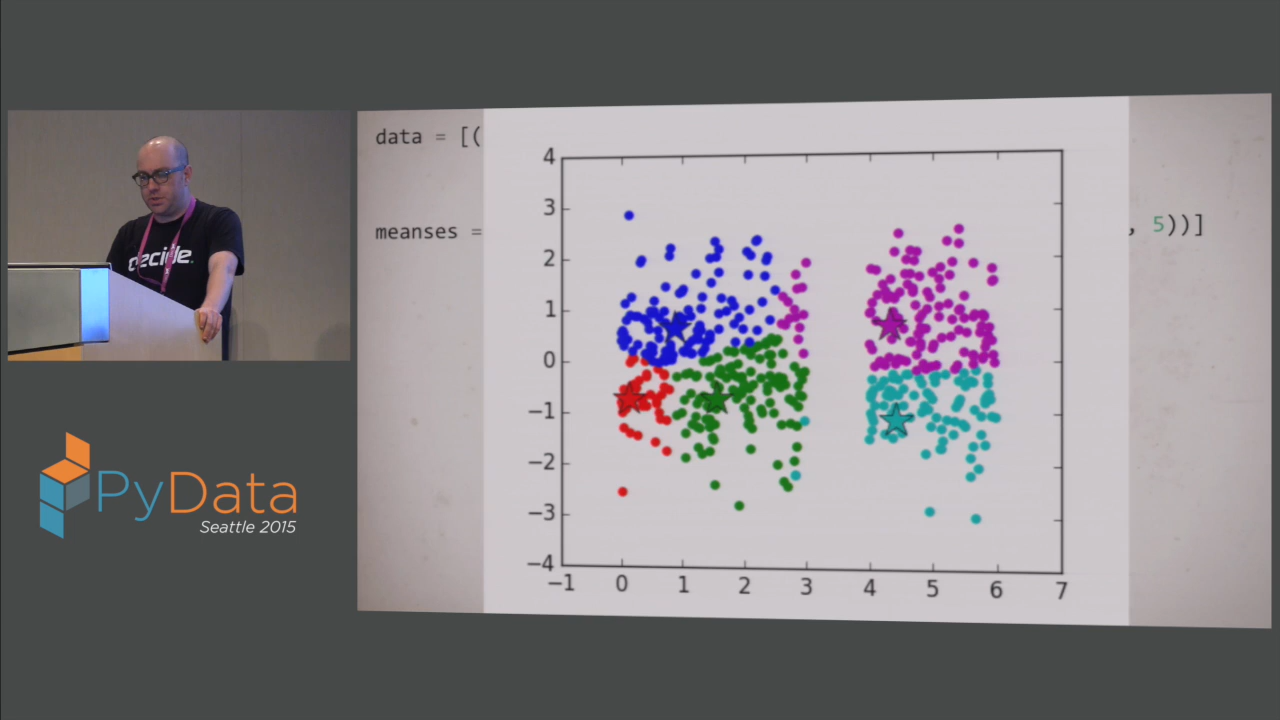 decide.
PyData
Seattle 2015
data = [(
meanses =
, 5))]
4
3
2
1
0
−1
−2
−3
−4
−1 0 1 2 3 4 5 6 7